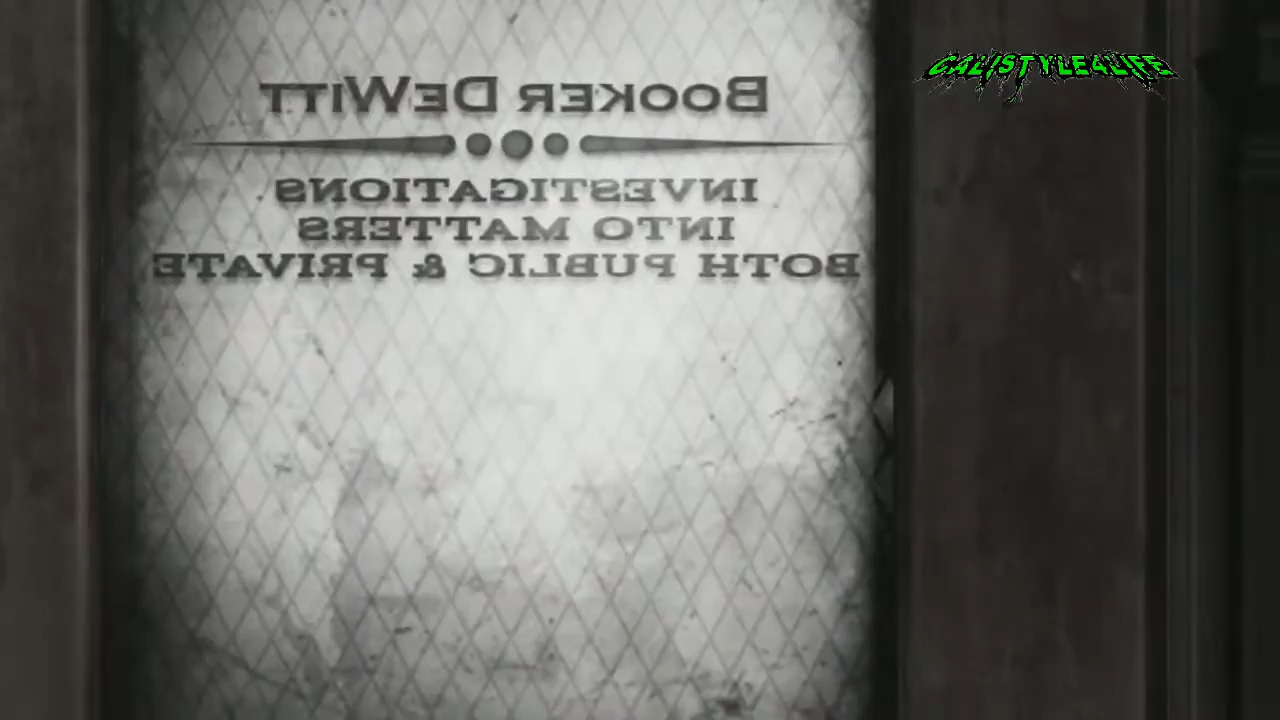 CALISTYLE4LIFE
BOOKER DEWITT
INVESTIGATIONS
INTO MATTERS
BOTH PUBLIC & PRIVATE